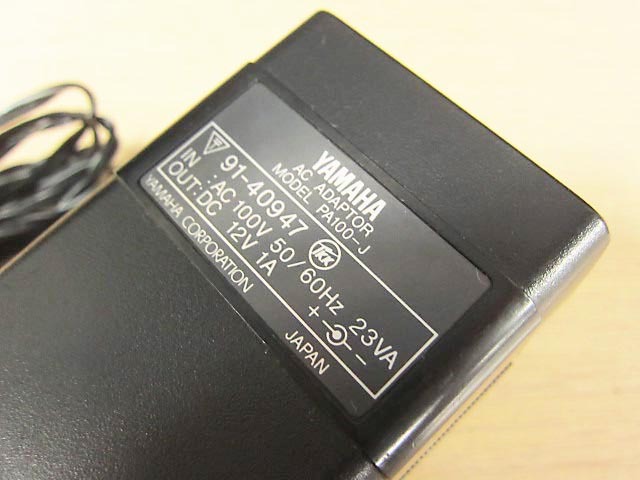 YAMAHA
AC ADAPTOR
MODEL PA100-J
91-40947
IN : AC 100V 50/60Hz 23VA
OUT: DC 12V 1A + −
YAMAHA CORPORATION JAPAN